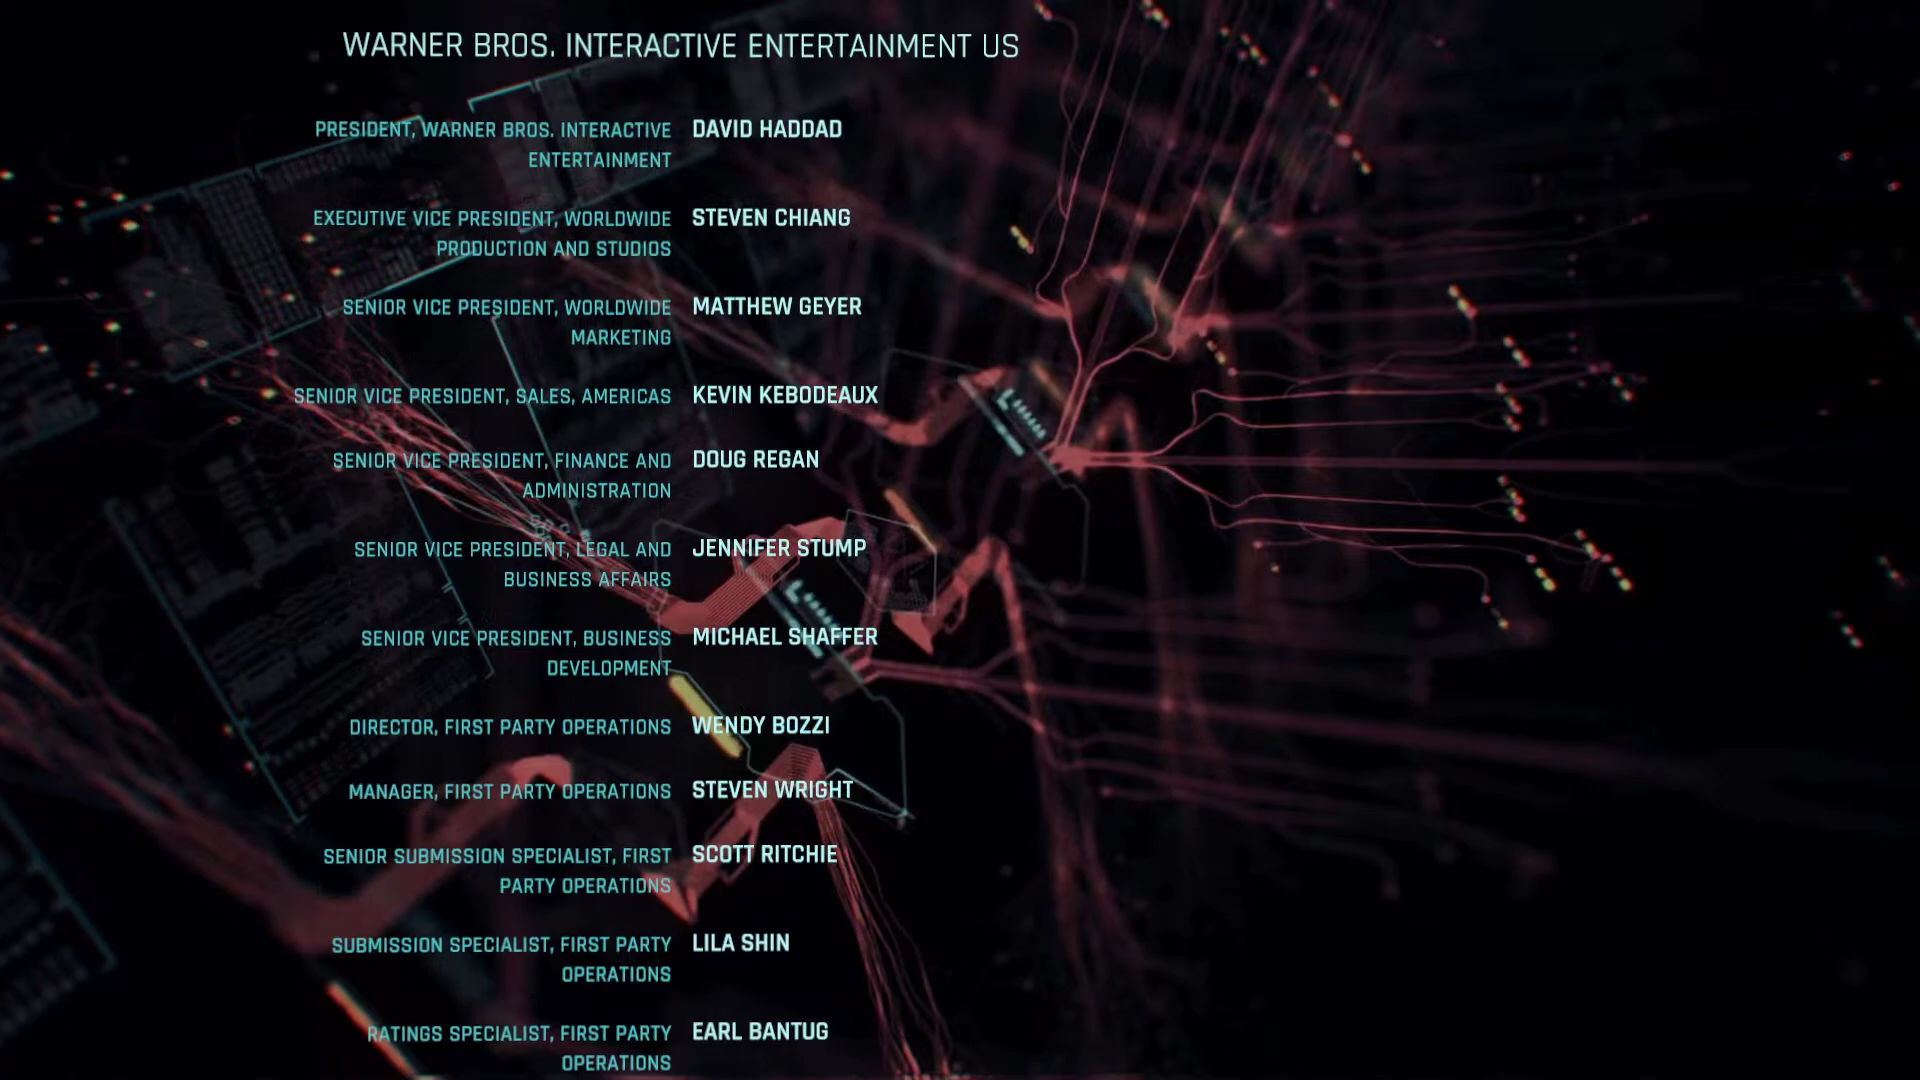 WARNER BROS. INTERACTIVE ENTERTAINMENT US
PRESIDENT, WARNER BROS. INTERACTIVE DAVID HADDAD
ENTERTAINMENT
EXECUTIVE VICE PRESIDENT, WORLDWIDE STEVEN CHIANG
PRODUCTION AND STUDIOS
SENIOR VICE PRESIDENT, WORLDWIDE MATTHEW GEYER
MARKETING
SENIOR VICE PRESIDENT, SALES, AMERICAS KEVIN KEBODEAUX
SENIOR VICE PRESIDENT, FINANCE AND DOUG REGAN
ADMINISTRATION
SENIOR VICE PRESIDENT, LEGAL AND JENNIFER STUMP
BUSINESS AFFAIRS
SENIOR VICE PRESIDENT, BUSINESS MICHAEL SHAFFER
DEVELOPMENT
DIRECTOR, FIRST PARTY OPERATIONS WENDY BOZZI
MANAGER, FIRST PARTY OPERATIONS STEVEN WRIGHT
SENIOR SUBMISSION SPECIALIST, FIRST SCOTT RITCHIE
PARTY OPERATIONS
SUBMISSION SPECIALIST, FIRST PARTY LILA SHIN
OPERATIONS
RATINGS SPECIALIST, FIRST PARTY EARL BANTUG
OPERATIONS